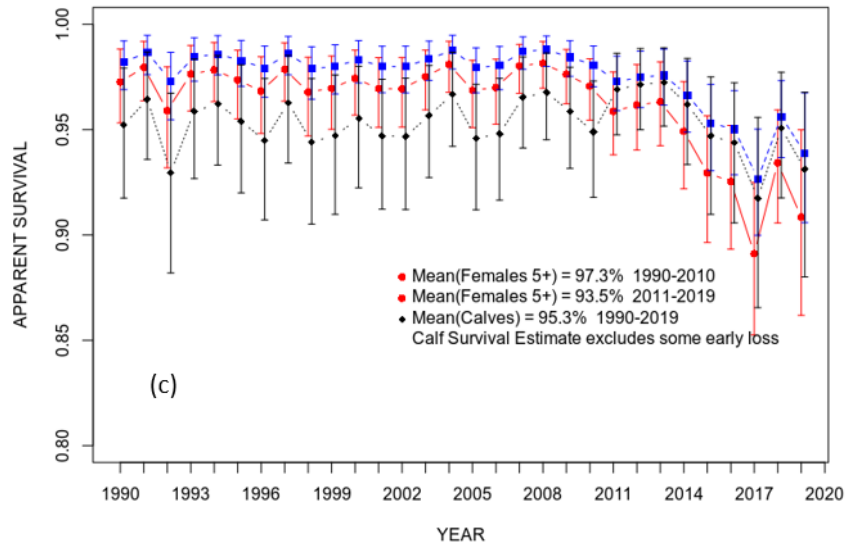 1.00
0.95
0.90
0.85
0.80
APPARENT SURVIVAL
Mean(Females 5+) = 97.3% 1990-2010
Mean(Females 5+) = 93.5% 2011-2019
Mean(Calves) = 95.3% 1990-2019
Calf Survival Estimate excludes some early loss
(c)
1990 1993 1996 1999 2002 2005 2008 2011 2014 2017 2020
YEAR